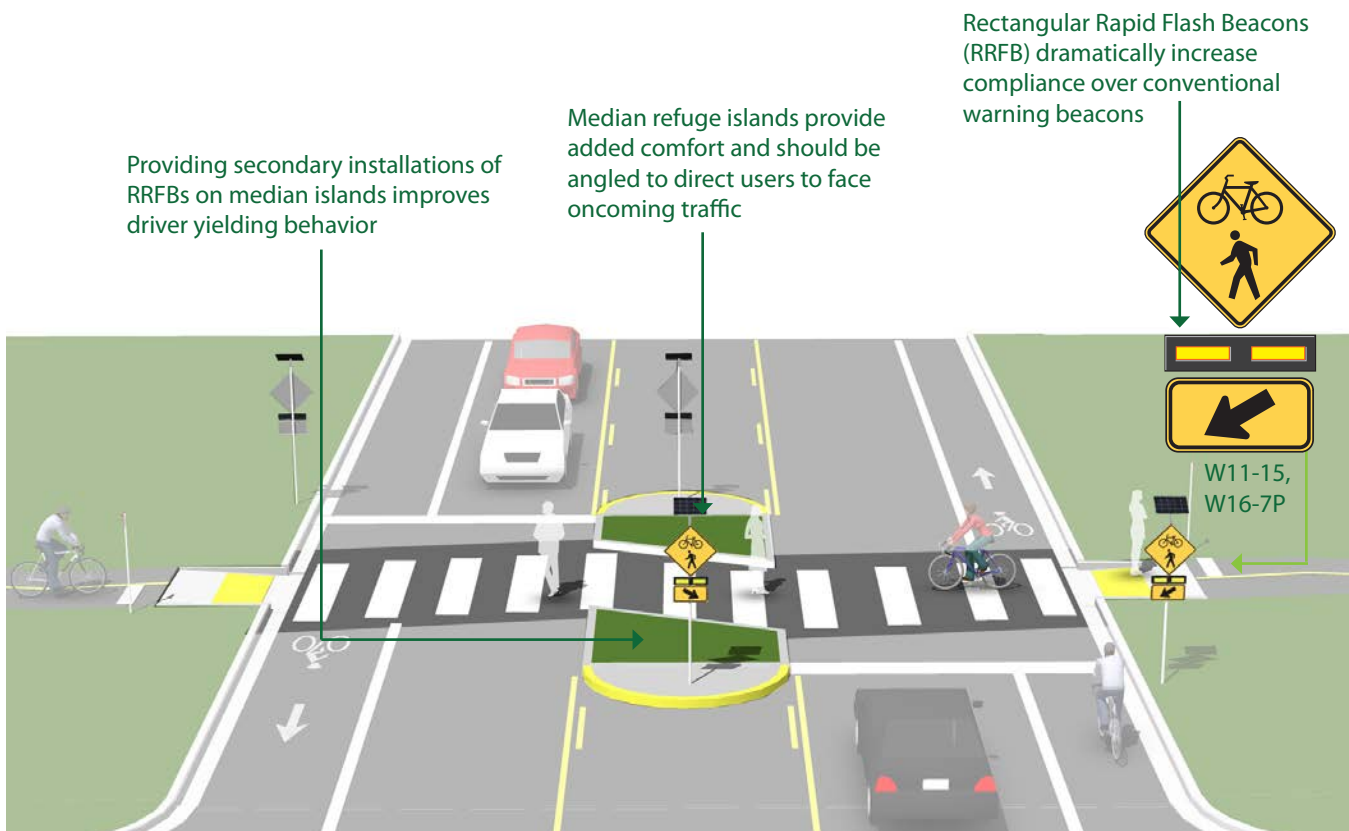 Rectangular Rapid Flash Beacons
(RRFB) dramatically increase
compliance over conventional
warning beacons
Median refuge islands provide
added comfort and should be
angled to direct users to face
oncoming traffic
Providing secondary installations of
RRFBs on median islands improves
driver yielding behavior
W11-15,
W16-7P